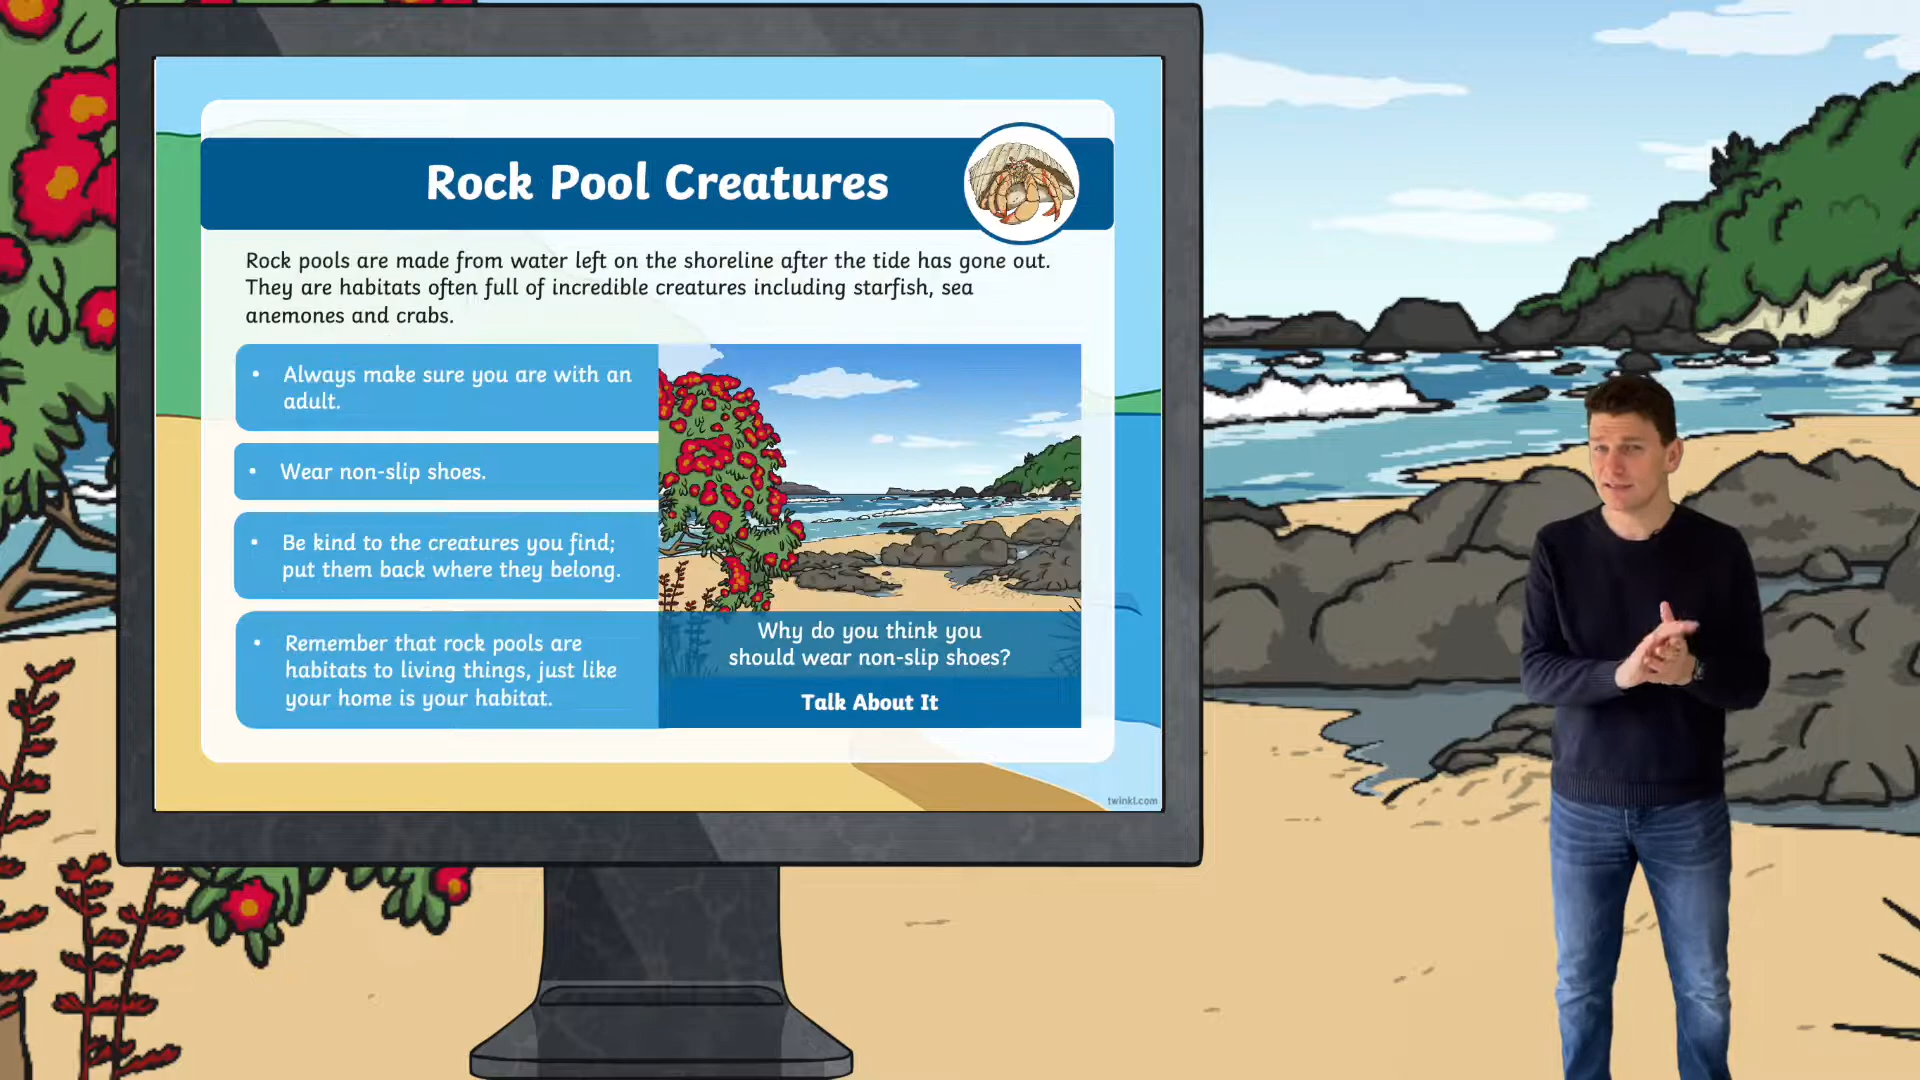 Rock Pool Creatures
Rock pools are made from water left on the shoreline after the tide has gone out.
They are habitats often full of incredible creatures including starfish, sea
anemones and crabs.
• Always make sure you are with an
adult.
• Wear non-slip shoes.
• Be kind to the creatures you find;
put them back where they belong.
• Remember that rock pools are
habitats to living things, just like
your home is your habitat.
Why do you think you
should wear non-slip shoes?
Talk About It
twinkl.com